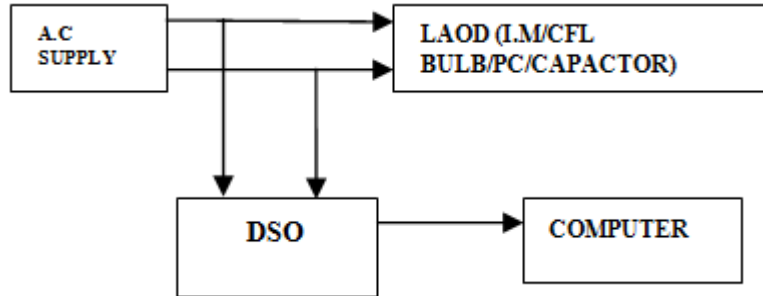 A.C
SUPPLY
LAOD (I.M/CFL
BULB/PC/CAPACTOR)
DSO
COMPUTER